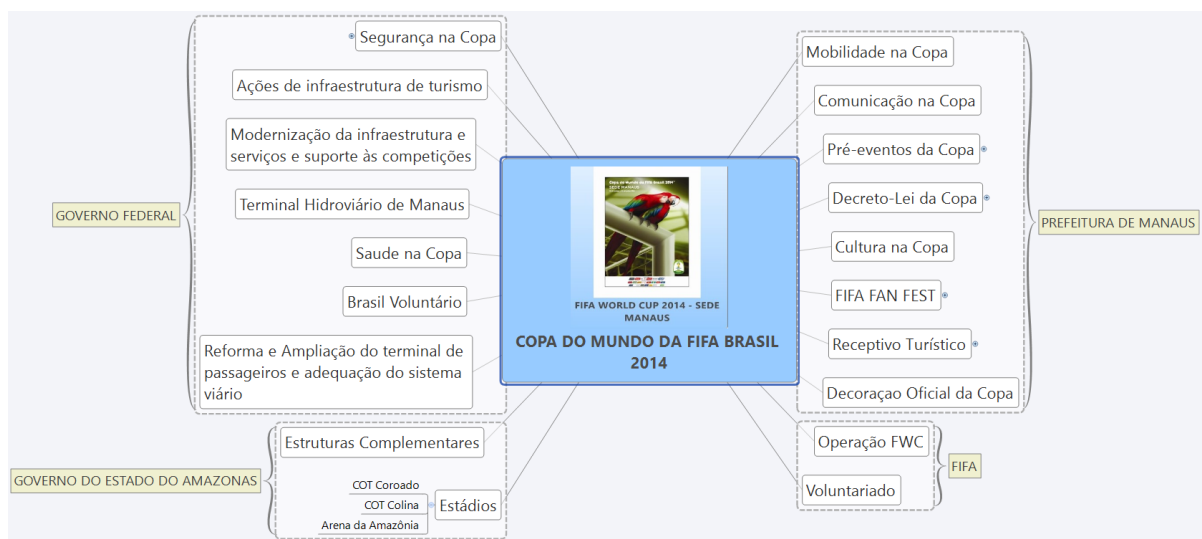 Segurança na Copa
Ações de infraestrutura de turismo
Modernização da infraestrutura e
serviços e suporte às competições
Terminal Hidroviário de Manaus
Saude na Copa
Brasil Voluntário
Reforma e Ampliação do terminal de
passageiros e adequação do sistema
viário
GOVERNO FEDERAL
Estruturas Complementares
Estádios
COT Coroado
COT Colina
Arena da Amazônia
GOVERNO DO ESTADO DO AMAZONAS
SEDE MANAUS
FIFA WORLD CUP 2014 - SEDE
MANAUS
COPA DO MUNDO DA FIFA BRASIL
2014
Mobilidade na Copa
Comunicação na Copa
Pré-eventos da Copa
Decreto-Lei da Copa
Cultura na Copa
FIFA FAN FEST
Receptivo Turístico
Decoraçao Oficial da Copa
PREFEITURA DE MANAUS
Operação FWC
Voluntariado
FIFA